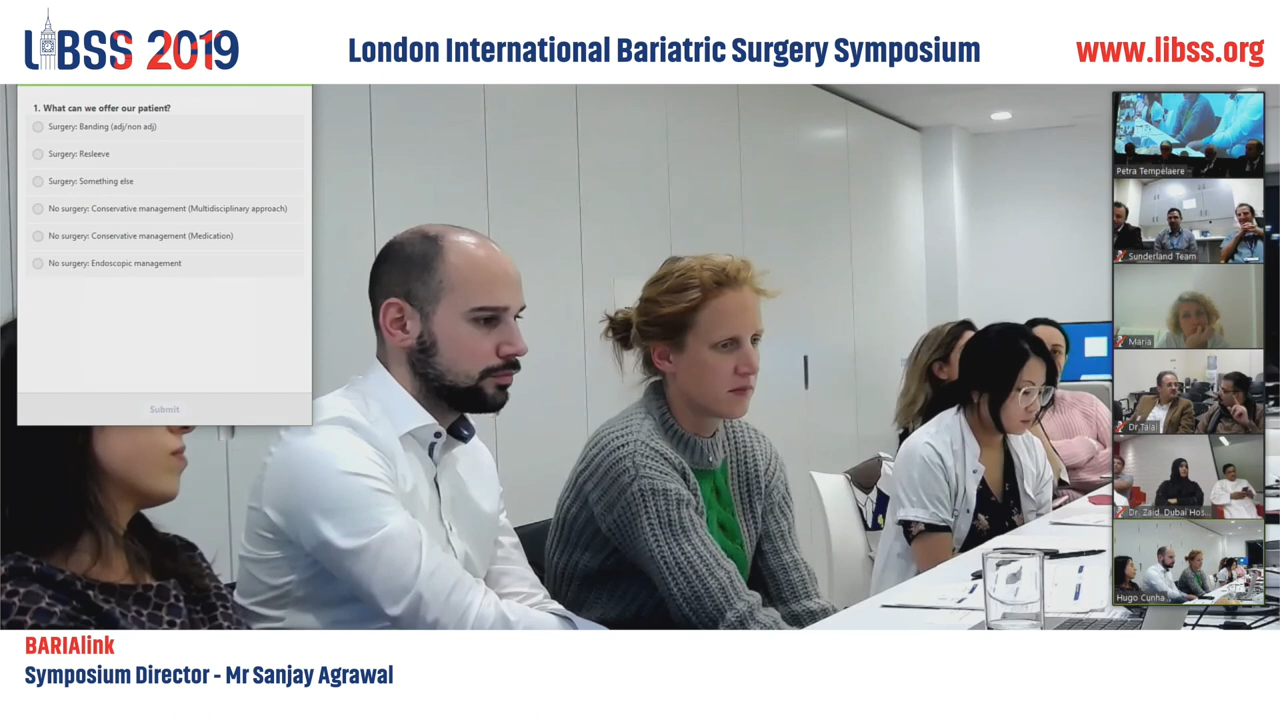 LIBSS 2019
London International Bariatric Surgery Symposium
www.libss.org
1. What can we offer our patient?
Surgery: Banding (adj/non adj)
Surgery: Resleeve
Surgery: Something else
No surgery: Conservative management (Multidisciplinary approach)
No surgery: Conservative management (Medication)
No surgery: Endoscopic management
Submit
Petra Tempelaere
Sunderland Team
Maria
Dr.Talal
Dr. Zaid. Dubai Hos...
Hugo Cunha
BARIAlink
Symposium Director - Mr Sanjay Agrawal